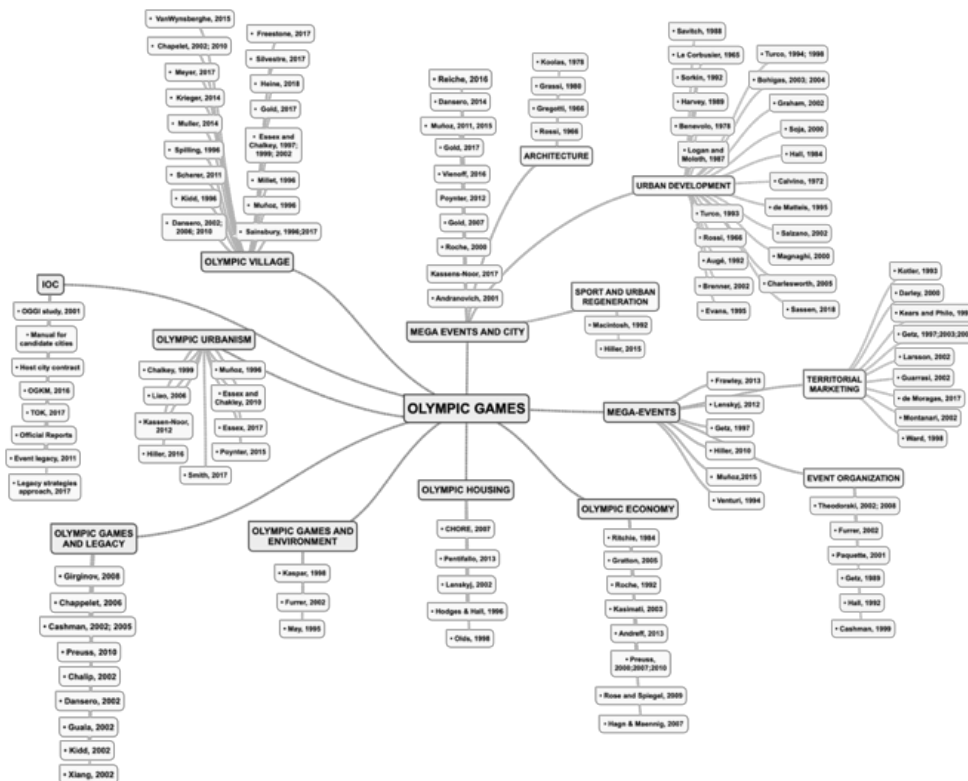 • VanWynsberghe, 2015
• Chapelet, 2002; 2010
• Meyer, 2017
• Krieger, 2014
• Muller, 2014
• Spilling, 1996
• Scherer, 2011
• Kidd, 1996
• Dansero, 2002;
2006; 2010
• Freestone, 2017
• Silvestre, 2017
• Heine, 2018
• Gold, 2017
• Essex and
Chalkey, 1997;
1999; 2002
• Millet, 1996
• Muñoz, 1996
• Sainsbury, 1996;2017
OLYMPIC VILLAGE
• Reiche, 2016
• Dansero, 2014
• Muñoz, 2011, 2015
• Gold, 2017
• Vienoff, 2016
Poynter, 2012
• Gold, 2007
• Roche, 2000
Kassens-Noor, 2017
• Andranovich, 2001
MEGA EVENTS AND CITY
• Koolas, 1978
• Grassi, 1980
• Gregotti, 1966
• Rossi, 1966
ARCHITECTURE
• Savitch, 1988
• Le Corbusier, 1965
• Sorkin, 1992
• Harvey, 1989
• Benevolo, 1978
• Logan and
Moloth, 1987
• Turco, 1994; 1998
• Bohigas, 2003; 2004
• Graham, 2002
• Soja, 2000
• Hall, 1984
URBAN DEVELOPMENT
• Calvino, 1972
• de Matteis, 1995
• Salzano, 2002
• Magnaghi, 2000
• Charlesworth, 2005
• Sassen, 2018
• Turco, 1993
• Rossi, 1966
• Augé, 1992
• Brenner, 2002
• Evans, 1995
SPORT AND URBAN
REGENERATION
• Macintosh, 1992
• Hiller, 2015
IOC
• OGGI study, 2001
• Manual for
candidate cities
• Host city contract
• OGKM, 2016
• TOK, 2017
• Official Reports
• Event legacy, 2011
• Legacy strategies
approach, 2017
OLYMPIC URBANISM
• Chalkey, 1999
• Liao, 2006
• Kassen-Noor,
2012
• Hiller, 2016
• Muñoz, 1996
• Essex and
Chakley, 2010
• Essex, 2017
• Poynter, 2015
• Smith, 2017
OLYMPIC GAMES
MEGA-EVENTS
• Frawley, 2013
• Lenskyj, 2012
• Getz, 1997
• Hiller, 2010
• Muñoz,2015
• Venturi, 1994
TERRITORIAL
MARKETING
• Kotler, 1993
• Darley, 2000
• Kears and Philo,
• Getz,
• Larsson, 2002
• Guarrasi, 2002
• de Moragas, 2017
• Montanari, 2002
• Ward, 1998
EVENT ORGANIZATION
• Theodoraki, 2002; 2008
• Furrer, 2002
• Paquette, 2001
• Getz, 1989
• Hall, 1992
• Cashman, 1999
OLYMPIC GAMES
AND LEGACY
• Girginov, 2008
• Chappelet, 2006
• Cashman, 2002; 2005
• Preuss, 2010
• Chalip, 2002
• Dansero, 2002
• Guala, 2002
• Kidd, 2002
• Xiang, 2002
OLYMPIC GAMES AND
ENVIRONMENT
• Kaspar, 1998
• Furrer, 2002
• May, 1995
OLYMPIC HOUSING
• CHORE, 2007
• Pentifallo, 2013
• Lenskyj, 2002
• Hodges & Hall, 1996
• Olds, 1998
OLYMPIC ECONOMY
• Ritchie, 1984
• Gratton, 2005
• Roche, 1992
• Kasimati, 2003
• Andreff, 2013
• Preuss,
2000;2007;2010
• Rose and Spiegel, 2009
• Hagn & Maennig, 2007